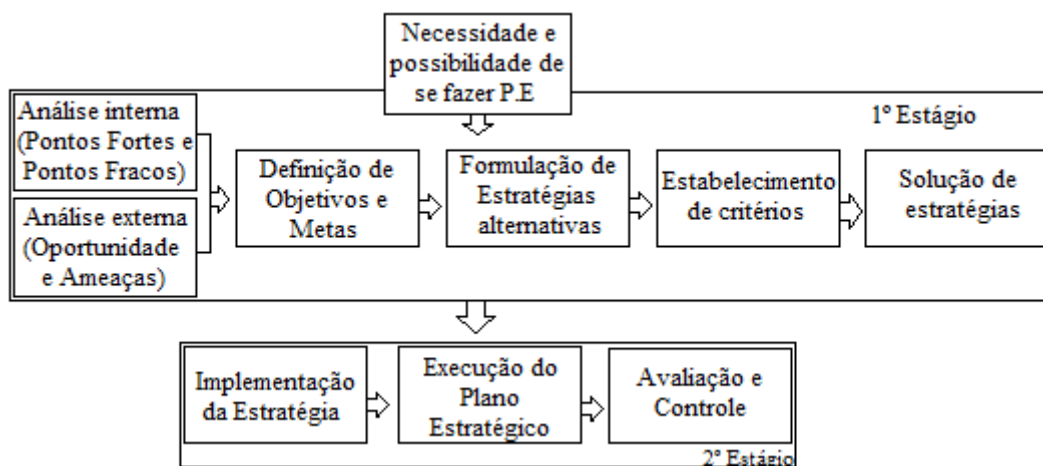 Necessidade e
possibilidade de
se fazer P.E
1º Estágio
Análise interna
(Pontos Fortes e
Pontos Fracos)
Análise externa
(Oportunidade
e Ameaças)
Definição de
Objetivos e
Metas
Formulação de
Estratégias
alternativas
Estabelecimento
de critérios
Solução de
estratégias
Implementação
da Estratégia
Execução do
Plano
Estratégico
Avaliação e
Controle
2º Estágio